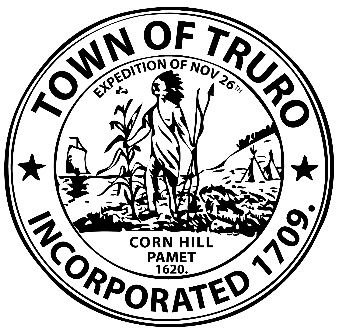 TOWN OF TRURO
EXPEDITION OF NOV 26TH
CORN HILL
PAMET
1620.
INCORPORATED 1709.